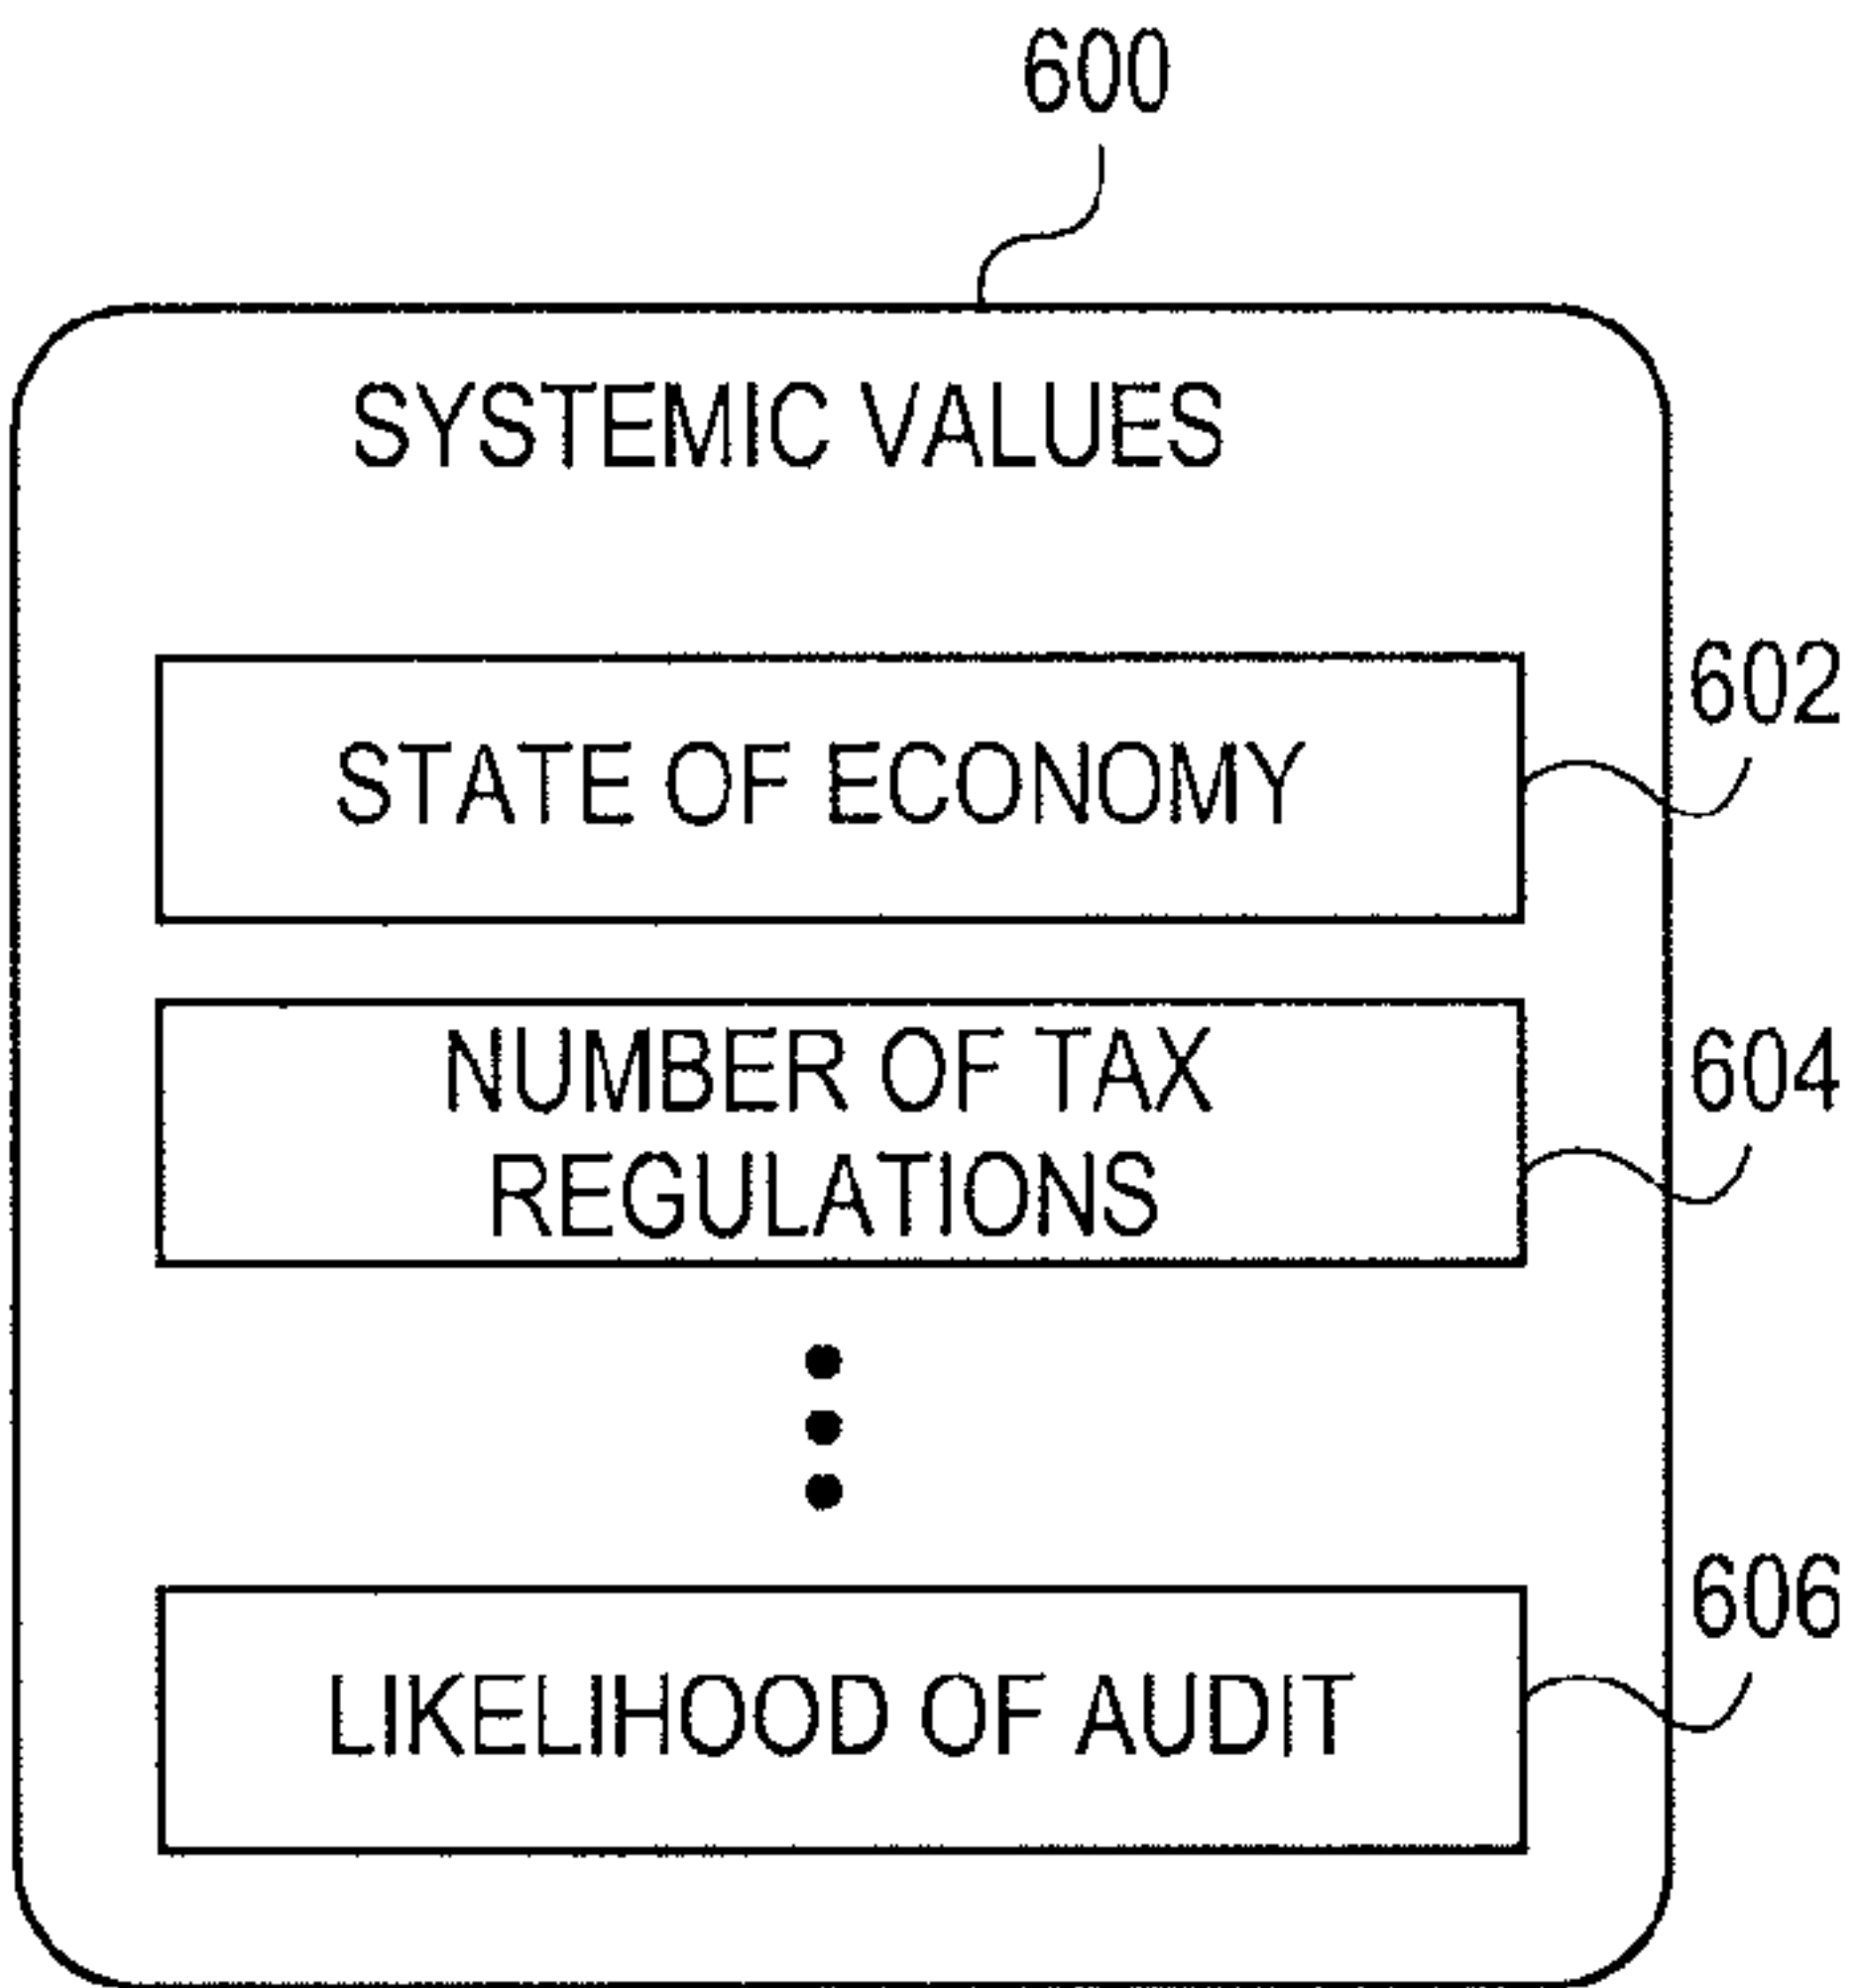 600
SYSTEMIC VALUES
602
STATE OF ECONOMY
NUMBER OF TAX
604
REGULATIONS
606
LIKELIHOOD OF AUDIT